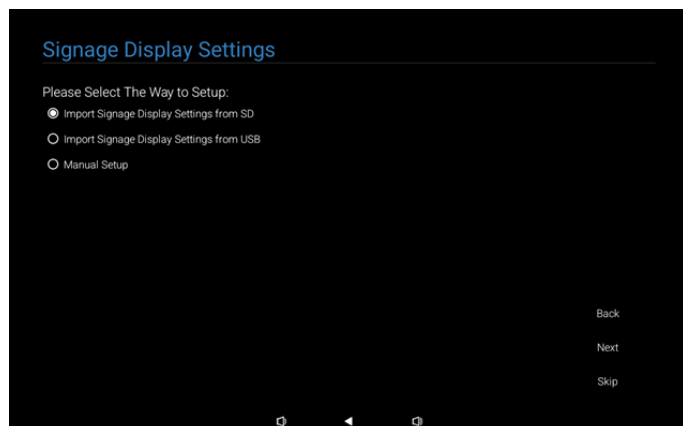 Signage Display Settings
Please Select The Way to Setup:
Import Signage Display Settings from SD
Import Signage Display Settings from USB
Manual Setup
Back
Next
Skip